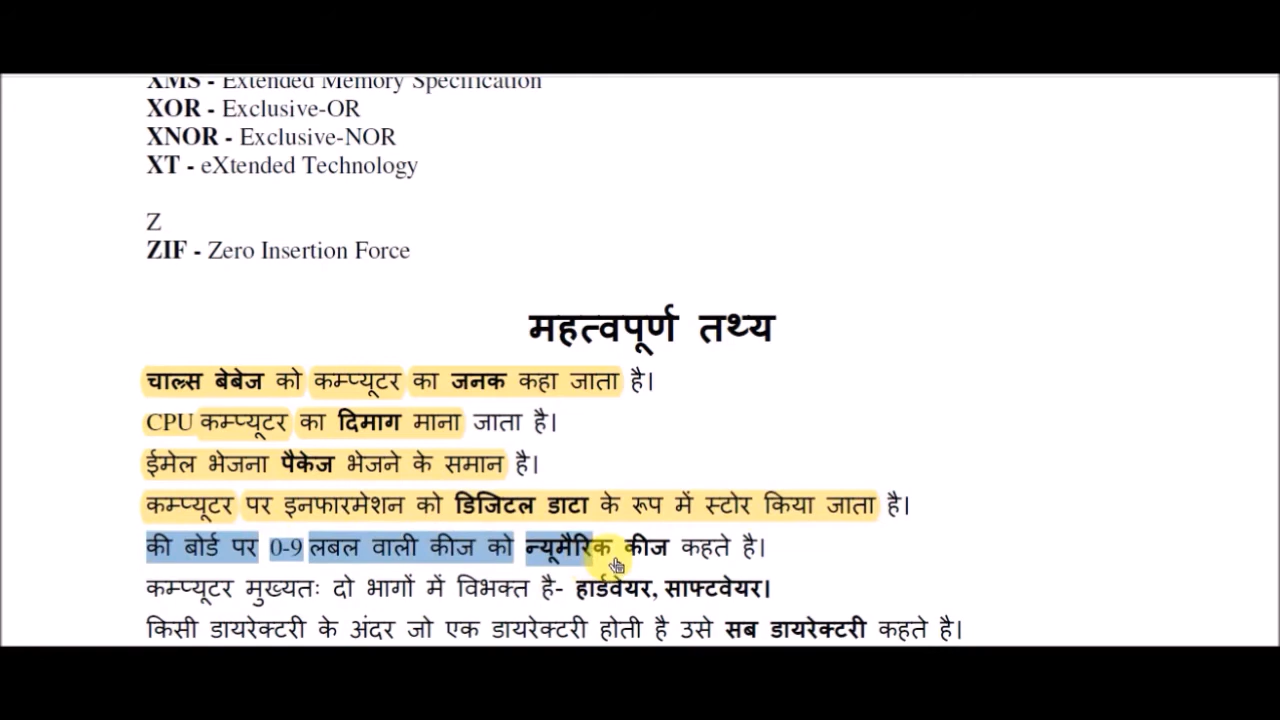 XMS - Extended Memory Specification
XOR - Exclusive-OR
XNOR - Exclusive-NOR
XT - eXtended Technology
Z
ZIF - Zero Insertion Force
महत्वपूर्ण तथ्य
चाल्स बेबेज को कम्प्यूटर का जनक कहा जाता है।
CPU कम्प्यूटर का दिमाग माना जाता है।
ईमेल भेजना पैकेज भेजने के समान है।
कम्प्यूटर पर इनफारमेशन को डिजिटल डाटा के रूप में स्टोर किया जाता है।
की बोर्ड पर 0-9 लबल वाली कीज को न्यूमैरिक कीज कहते है।
कम्प्यूटर मुख्यतः दो भागों में विभक्त है- हार्डवेयर, साफ्टवेयर।
किसी डायरेक्टरी के अंदर जो एक डायरेक्टरी होती है उसे सब डायरेक्टरी कहते है।